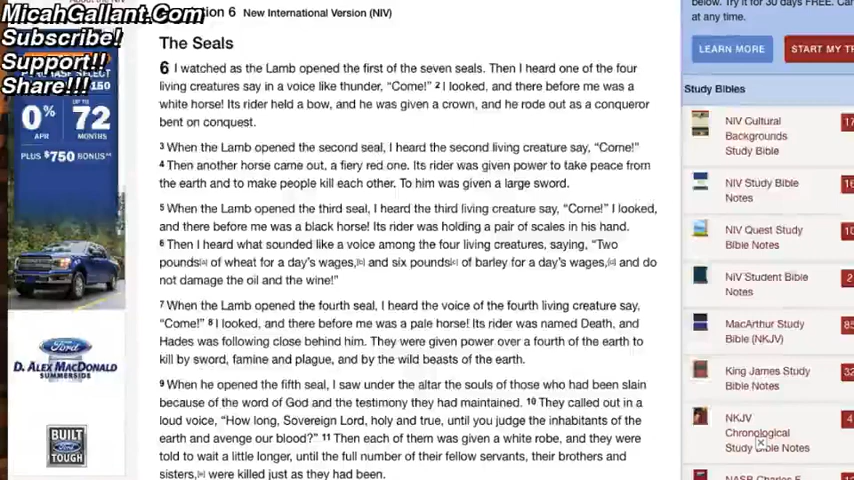 About the NIV
MicahGallant.Com
Subscribe!
Support!!
Share!!!
6 New International Version (NIV)
The Seals
6 I watched as the Lamb opened the first of the seven seals. Then I heard one of the four
living creatures say in a voice like thunder, “Come!” 2 I looked, and there before me was a
white horse! Its rider held a bow, and he was given a crown, and he rode out as a conqueror
bent on conquest.
3 When the Lamb opened the second seal, I heard the second living creature say, “Come!”
4 Then another horse came out, a fiery red one. Its rider was given power to take peace from
the earth and to make people kill each other. To him was given a large sword.
5 When the Lamb opened the third seal, I heard the third living creature say, “Come!” I looked,
and there before me was a black horse! Its rider was holding a pair of scales in his hand.
6 Then I heard what sounded like a voice among the four living creatures, saying, “Two
pounds[a] of wheat for a day’s wages,[b] and six pounds[c] of barley for a day’s wages,[d] and do
not damage the oil and the wine!”
7 When the Lamb opened the fourth seal, I heard the voice of the fourth living creature say,
“Come!” 8 I looked, and there before me was a pale horse! Its rider was named Death, and
Hades was following close behind him. They were given power over a fourth of the earth to
kill by sword, famine and plague, and by the wild beasts of the earth.
9 When he opened the fifth seal, I saw under the altar the souls of those who had been slain
because of the word of God and the testimony they had maintained. 10 They called out in a
loud voice, “How long, Sovereign Lord, holy and true, until you judge the inhabitants of the
earth and avenge our blood?” 11 Then each of them was given a white robe, and they were
told to wait a little longer, until the full number of their fellow servants, their brothers and
sisters,[e] were killed just as they had been.
SELECT
0% APR
UP TO
72
MONTHS
PLUS $750 BONUS
Ford
D. ALEX MACDONALD
SUMMERSIDE
BUILT
Ford
TOUGH
below. Try it for 30 days FREE.
at any time.
LEARN MORE
START MY
Study Bibles
NIV Cultural
Backgrounds
Study Bible
NIV Study Bible
Notes
NIV Quest Study
Bible Notes
NIV Student Bible
Notes
MacArthur Study
Bible (NKJV)
King James Study
Bible Notes
NKJV
Chronological
Study Bible Notes
NASB Charles F.